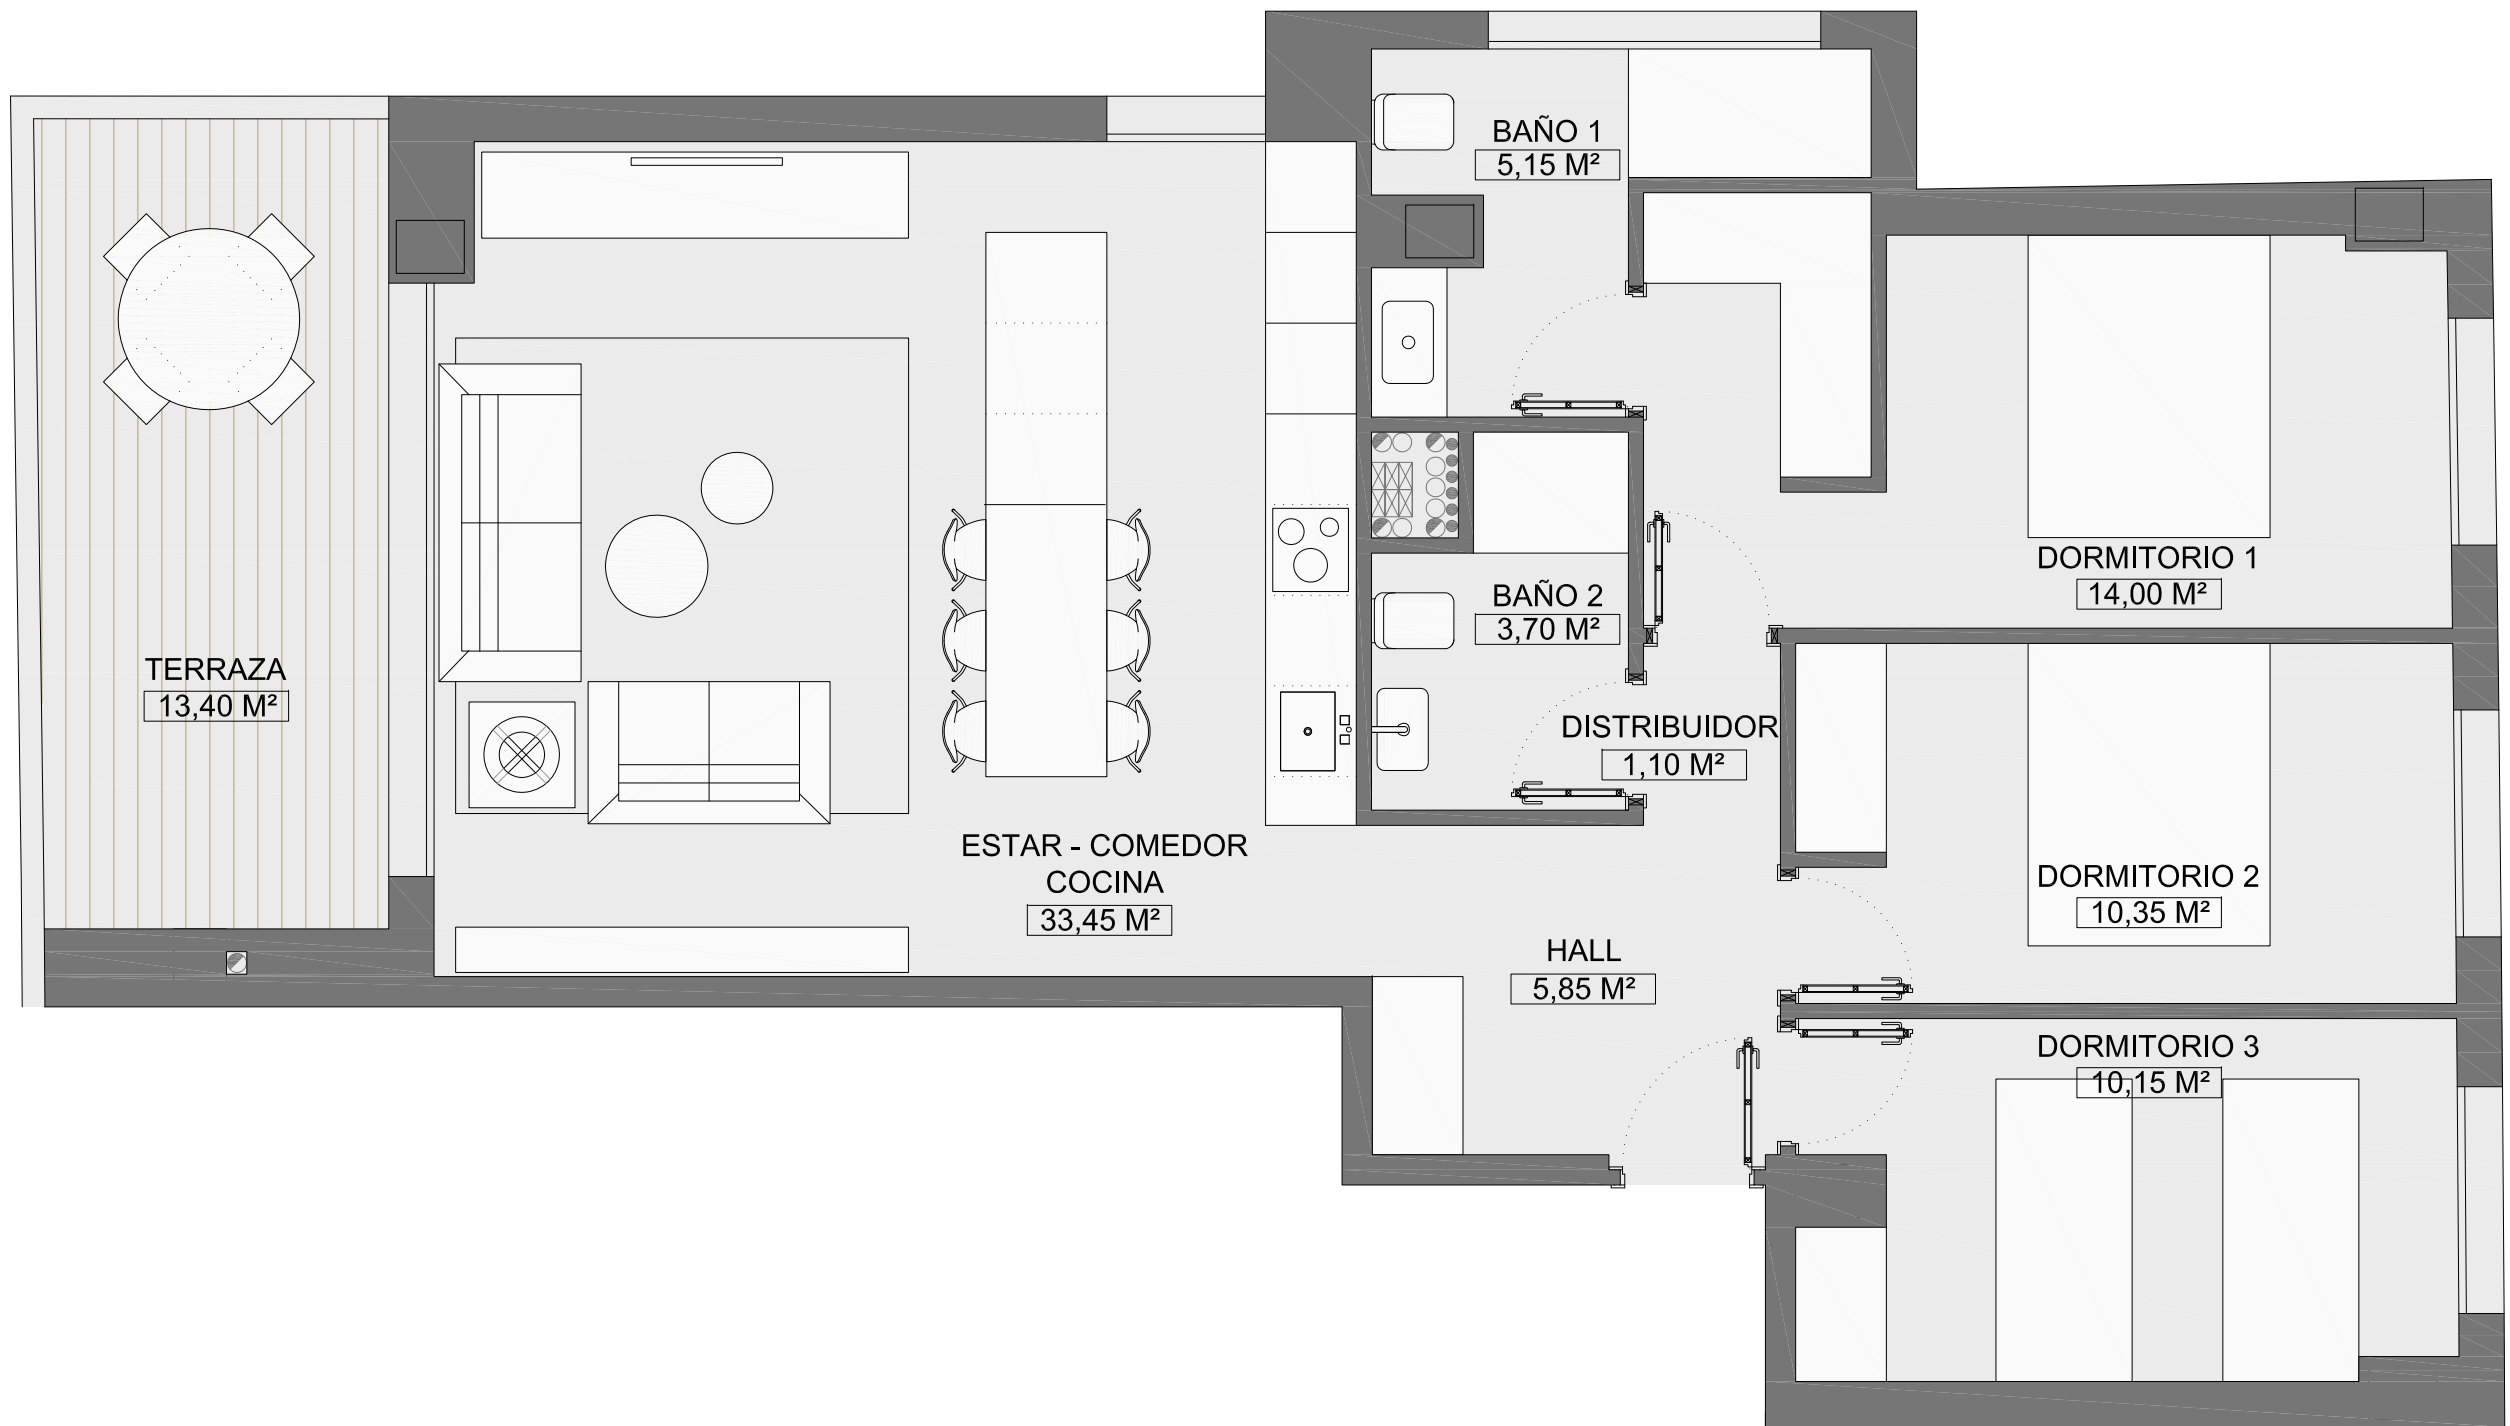 BAÑO 1
5,15 M²
DORMITORIO 1
14,00 M²
BAÑO 2
3,70 M²
TERRAZA
13,40 M²
DISTRIBUIDOR
1,10 M²
ESTAR - COMEDOR
COCINA
33,45 M²
DORMITORIO 2
10,35 M²
HALL
5,85 M²
DORMITORIO 3
10,15 M²